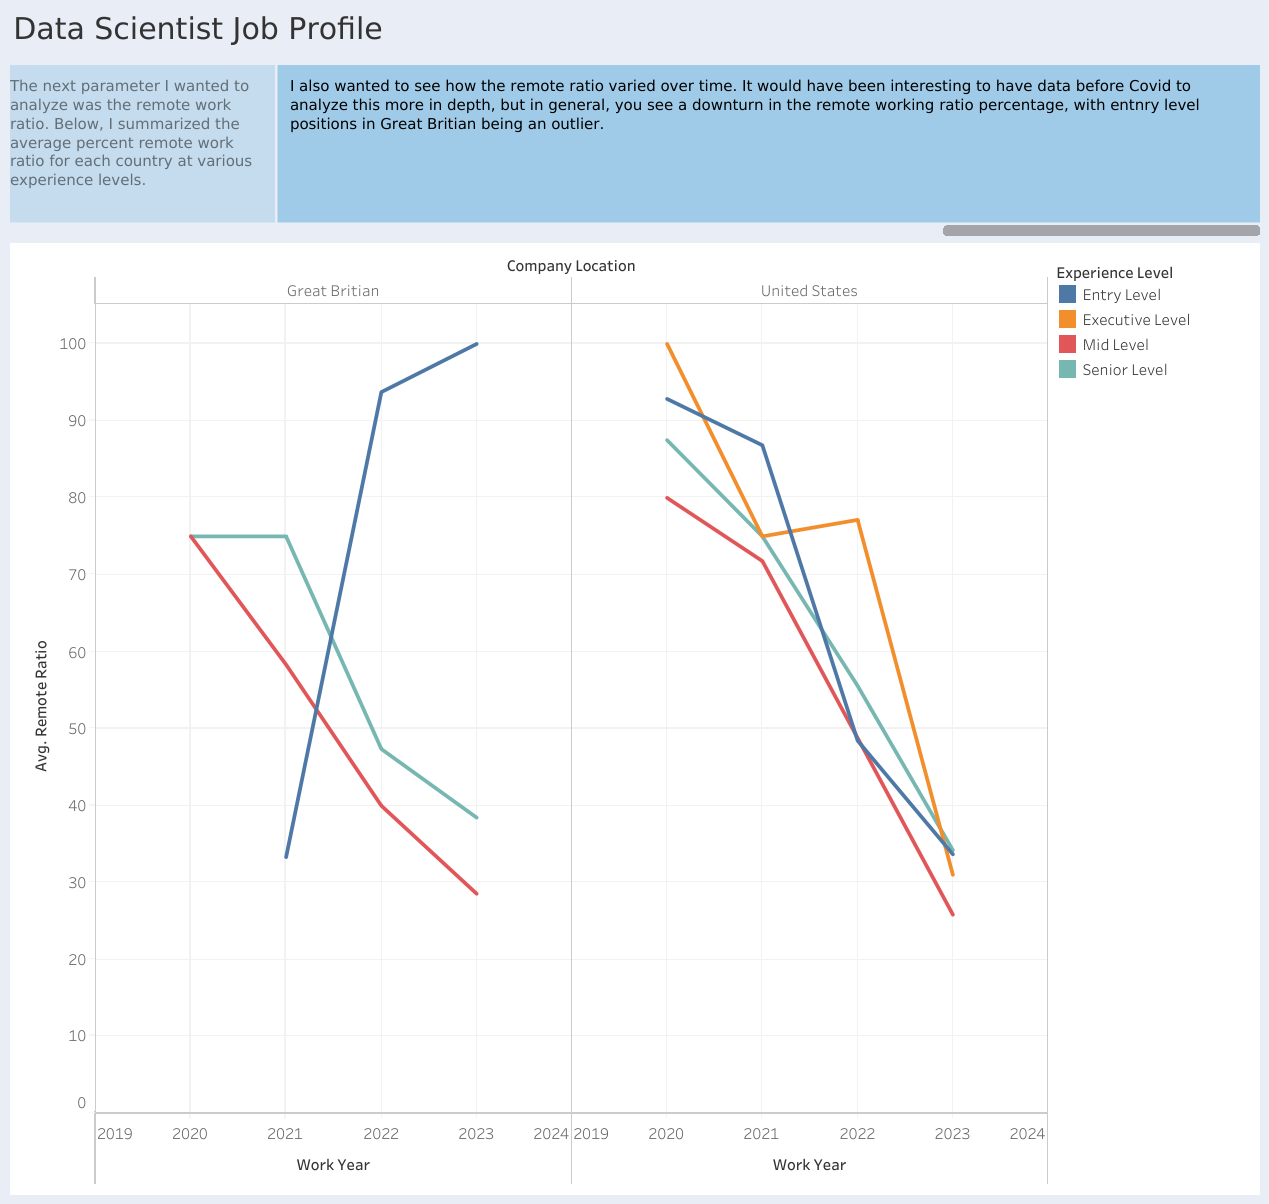 Data Scientist Job Profile
The next parameter I wanted to
analyze was the remote work
ratio. Below, I summarized the
average percent remote work
ratio for each country at various
experience levels.
I also wanted to see how the remote ratio varied over time. It would have been interesting to have data before Covid to
analyze this more in depth, but in general, you see a downturn in the remote working ratio percentage, with entnry level
positions in Great Britian being an outlier.
Company Location
Great Britian
United States
Experience Level
Entry Level
Executive Level
Mid Level
Senior Level
Avg. Remote Ratio
100
90
80
70
60
50
40
30
20
10
0
2019 2020 2021 2022 2023 2024 2019 2020 2021 2022 2023 2024
Work Year Work Year